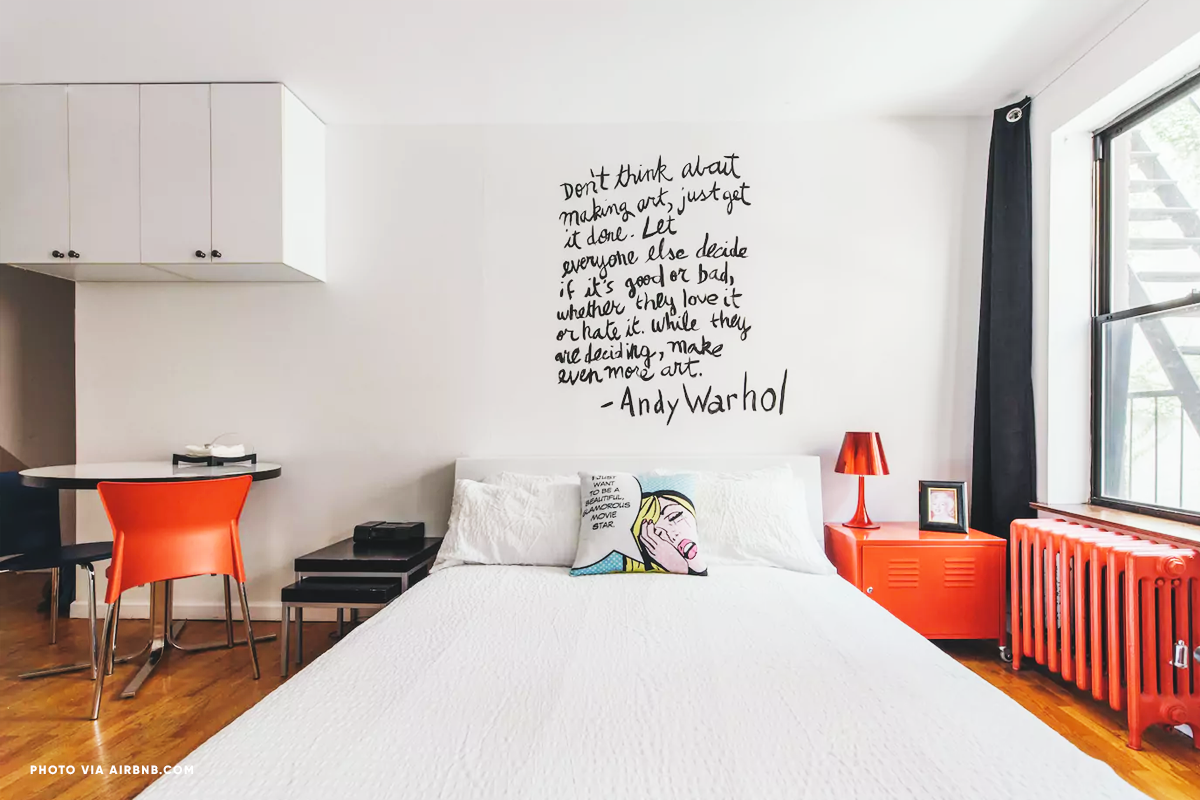 Don't think about
making art, just get
it done. Let
everyone else decide
if it's good or bad,
whether they love it
or hate it. While they
are deciding, make
even more art.
- Andy Warhol
I JUST
WANT
TO BE A
BEAUTIFUL,
GLAMOROUS
MOVIE
STAR.
PHOTO VIA AIRBNB.COM